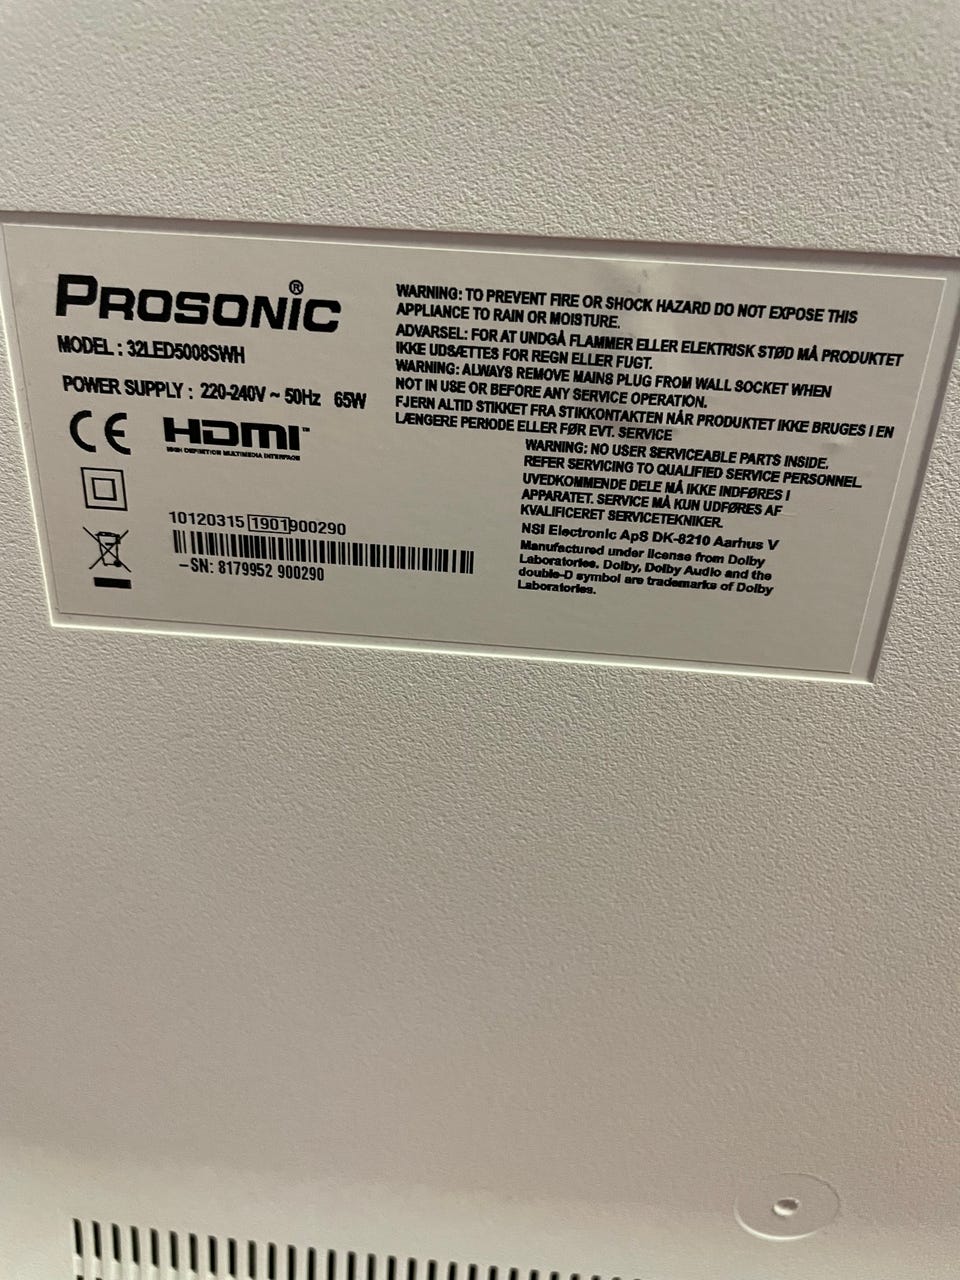 PROSONIC®
MODEL : 32LED5008SWH
POWER SUPPLY : 220-240V ~ 50Hz 65W
CE HDMI™
HIGH DEFINITION MULTIMEDIA INTERFACE
10120315 1901 900290
-SN: 8179952 900290
WARNING: TO PREVENT FIRE OR SHOCK HAZARD DO NOT EXPOSE THIS
APPLIANCE TO RAIN OR MOISTURE.
ADVARSEL: FOR AT UNDGÅ FLAMMER ELLER ELEKTRISK STØD MÅ PRODUKTET
IKKE UDSÆTTES FOR REGN ELLER FUGT.
WARNING: ALWAYS REMOVE MAINS PLUG FROM WALL SOCKET WHEN
NOT IN USE OR BEFORE ANY SERVICE OPERATION.
FJERN ALTID STIKKET FRA STIKKONTAKTEN NÅR PRODUKTET IKKE BRUGES I EN
LÆNGERE PERIODE ELLER FØR EVT. SERVICE
WARNING: NO USER SERVICEABLE PARTS INSIDE.
REFER SERVICING TO QUALIFIED SERVICE PERSONNEL.
UVEDKOMMENDE DELE MÅ IKKE INDFØRES I
APPARATET. SERVICE MÅ KUN UDFØRES AF
KVALIFICERET SERVICETEKNIKER.
NSI Electronic ApS DK-8210 Aarhus V
Manufactured under license from Dolby
Laboratories. Dolby, Dolby Audio and the
double-D symbol are trademarks of Dolby
Laboratories.